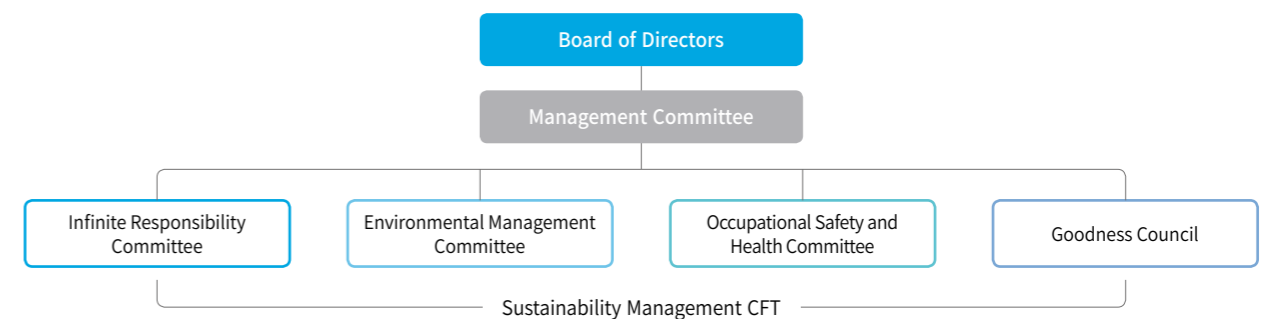 Board of Directors
Management Committee
Infinite Responsibility
Committee
Environmental Management
Committee
Occupational Safety and
Health Committee
Goodness Council
Sustainability Management CFT